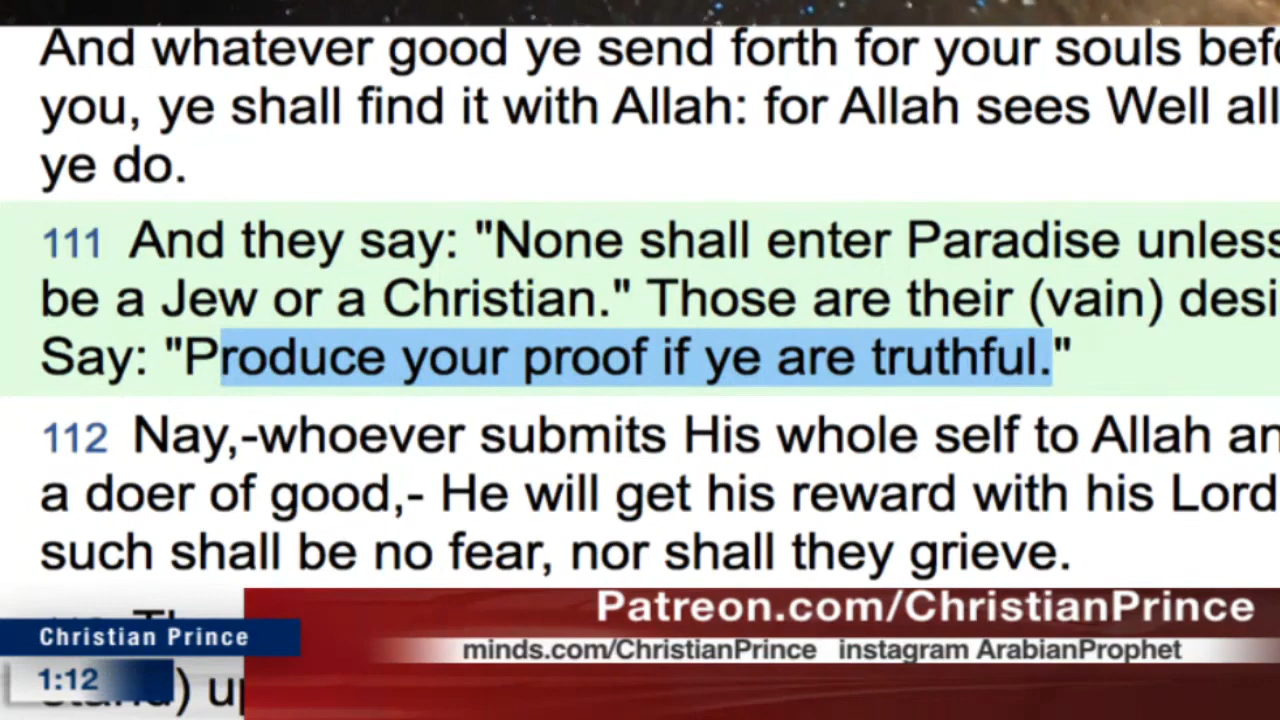 And whatever good ye send forth for your souls bef
you, ye shall find it with Allah: for Allah sees Well all
ye do.
111 And they say: "None shall enter Paradise unless
be a Jew or a Christian." Those are their (vain) desi
Say: "Produce your proof if ye are truthful."
112 Nay,-whoever submits His whole self to Allah an
a doer of good,- He will get his reward with his Lord
such shall be no fear, nor shall they grieve.
Patreon.com/ChristianPrince
Christian Prince
minds.com/ChristianPrince instagram ArabianProphet
1:12